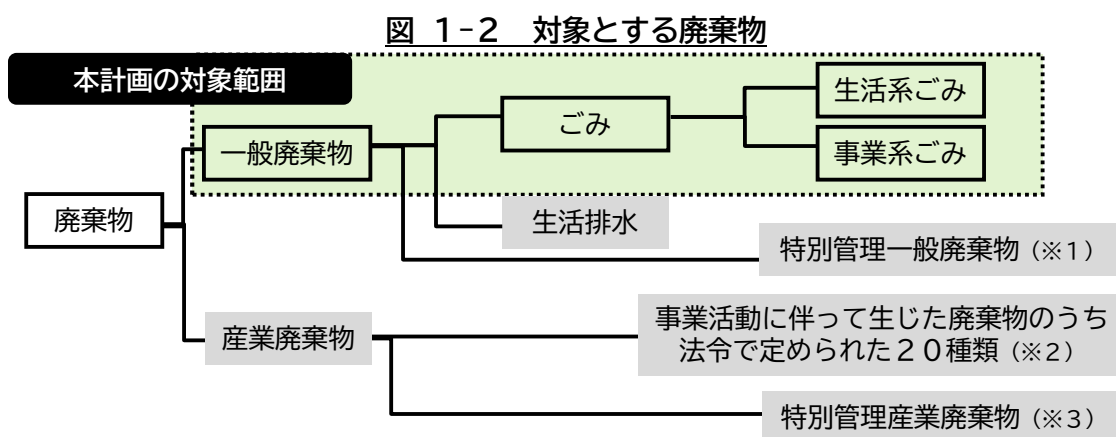 図 1-2 対象とする廃棄物
本計画の対象範囲
生活系ごみ
ごみ
一般廃棄物
事業系ごみ
廃棄物
生活排水
特別管理一般廃棄物（※1）
産業廃棄物
事業活動に伴って生じた廃棄物のうち
法令で定められた２０種類（※2）
特別管理産業廃棄物（※3）